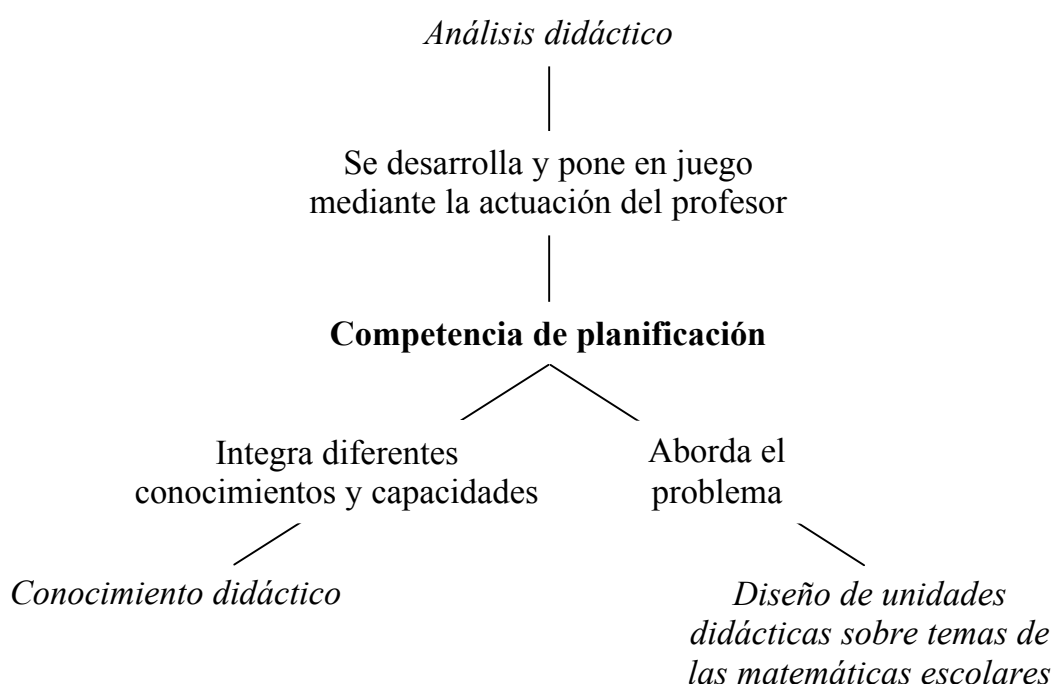 Análisis didáctico
Se desarrolla y pone en juego
mediante la actuación del profesor
Competencia de planificación
Integra diferentes
conocimientos y capacidades
Aborda el
problema
Conocimiento didáctico
Diseño de unidades
didácticas sobre temas de
las matemáticas escolares